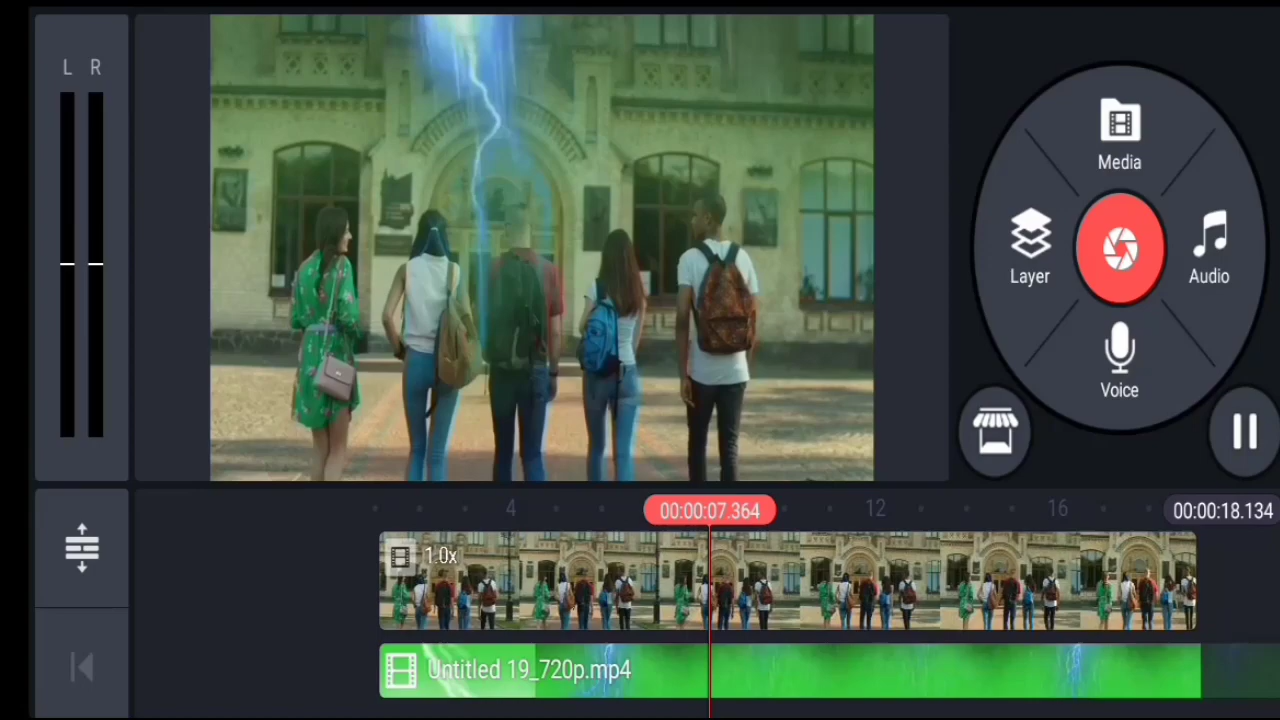 L R
Media
Layer
Audio
Voice
4
00:00:07.364
12
16
00:00:18.134
1.0x
Untitled 19_720p.mp4